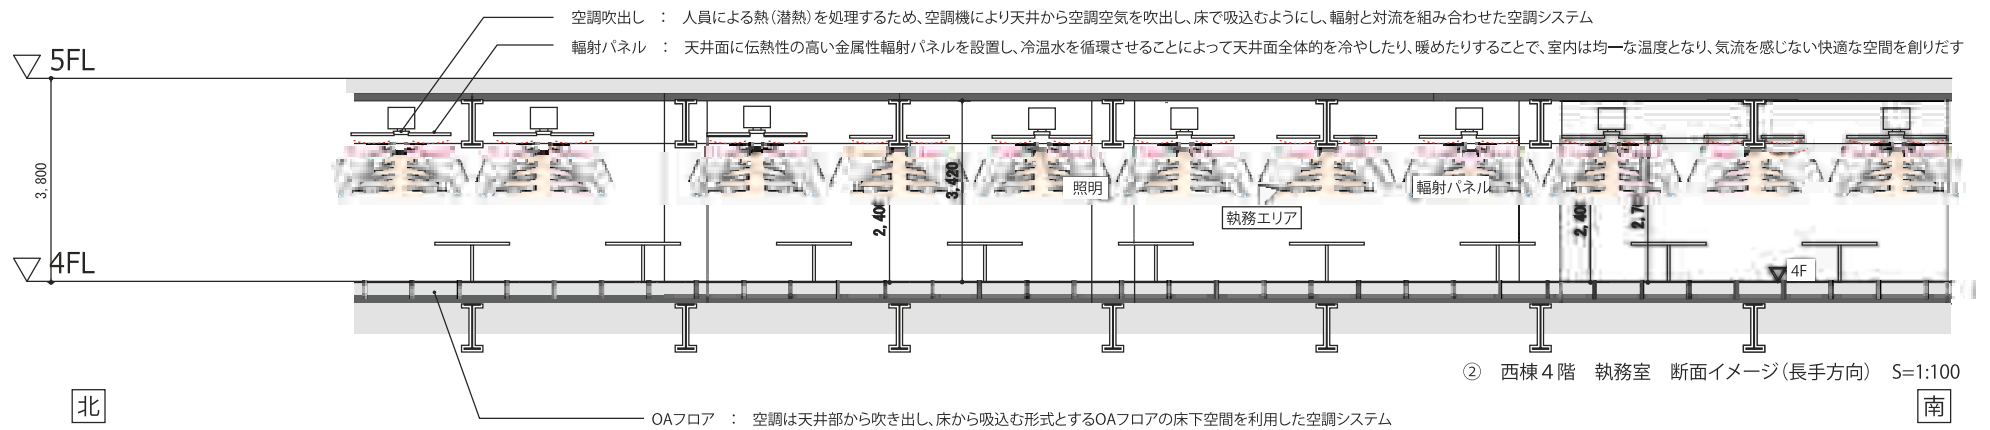 空調吹出し ： 人員による熱（潜熱）を処理するため、空調機により天井から空調空気を吹出し、床で吸込むようにし、輻射と対流を組み合わせた空調システム
輻射パネル ： 天井面に伝熱性の高い金属性輻射パネルを設置し、冷温水を循環させることによって天井面全体的を冷やしたり、暖めたりすることで、室内は均一な温度となり、気流を感じない快適な空間を創りだす
5FL
3,800
3,420
照明
輻射パネル
執務エリア
4FL
4F
② 西棟４階 執務室 断面イメージ（長手方向） S=1:100
北
南
OAフロア ： 空調は天井部から吹き出し、床から吸込む形式とするOAフロアの床下空間を利用した空調システム